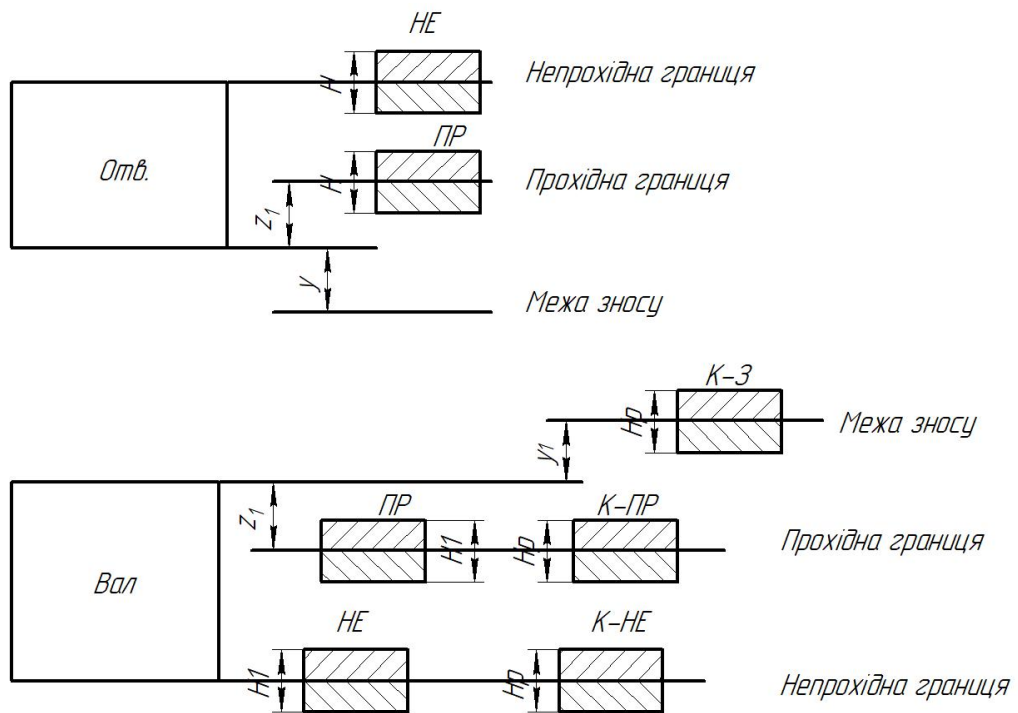 НЕ
Н
Непрохідна границя
Отв.
ПР
Н
Прохідна границя
z1
y
Межа зносу
К-З
Нр
Межа зносу
y1
z1
ПР
Н1
К-ПР
Нр
Прохідна границя
Вал
НЕ
Н1
К-НЕ
Нр
Непрохідна границя